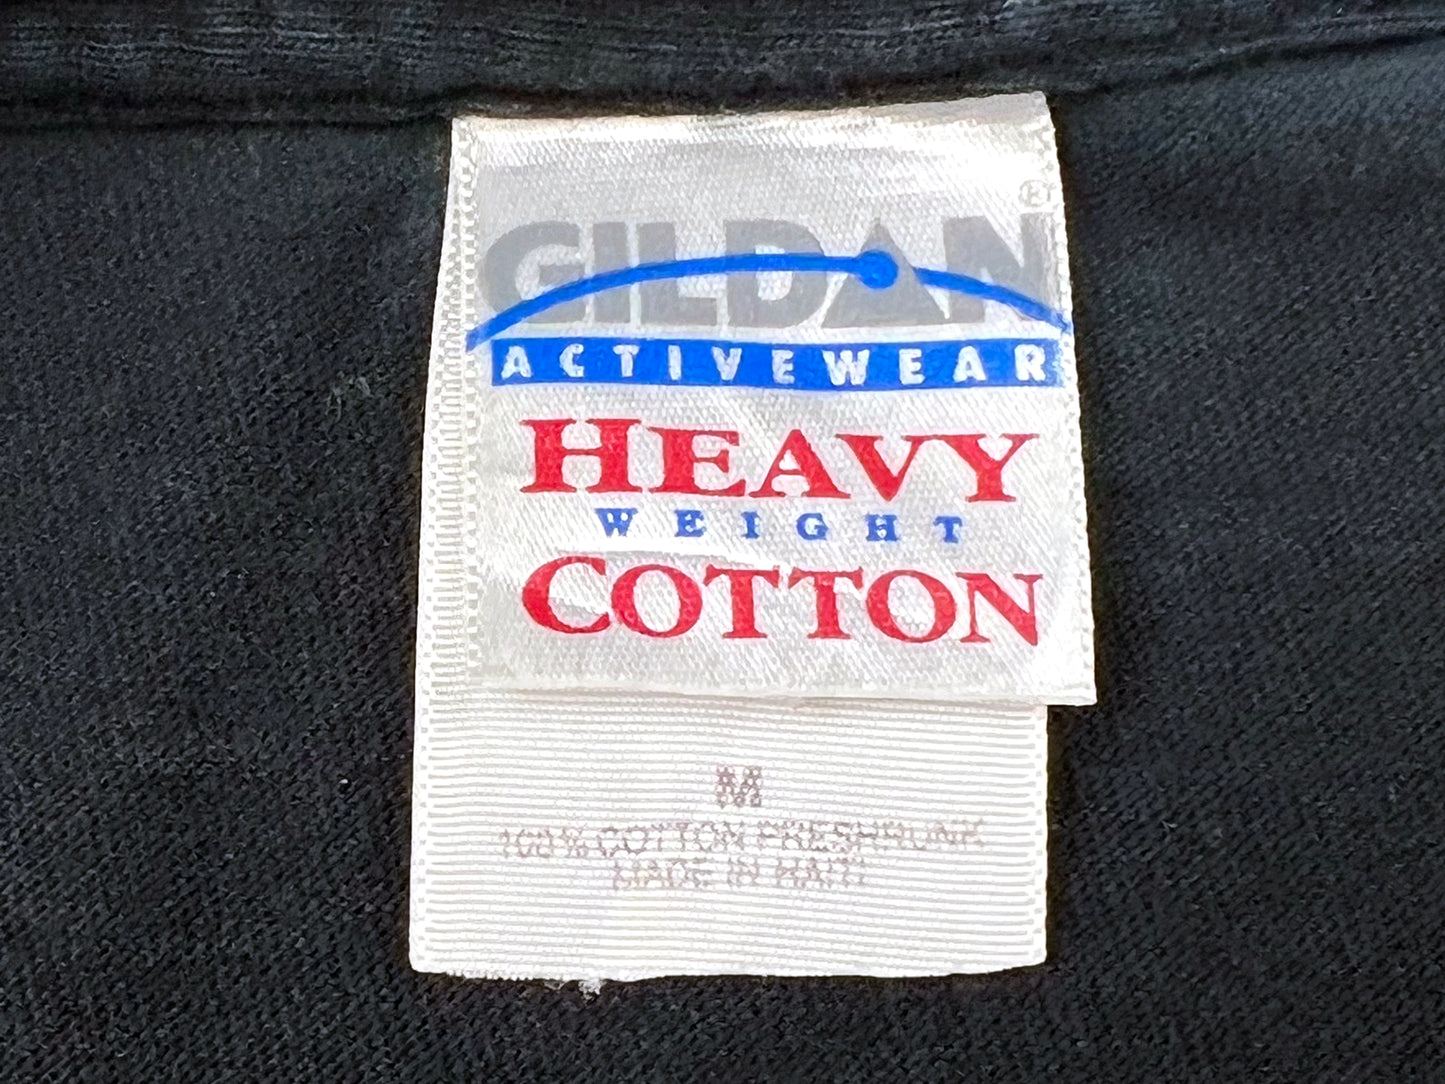 GILDAN®
ACTIVEWEAR
HEAVY
WEIGHT
COTTON
M
100% COTTON PRESHRUNK
MADE IN HAITI